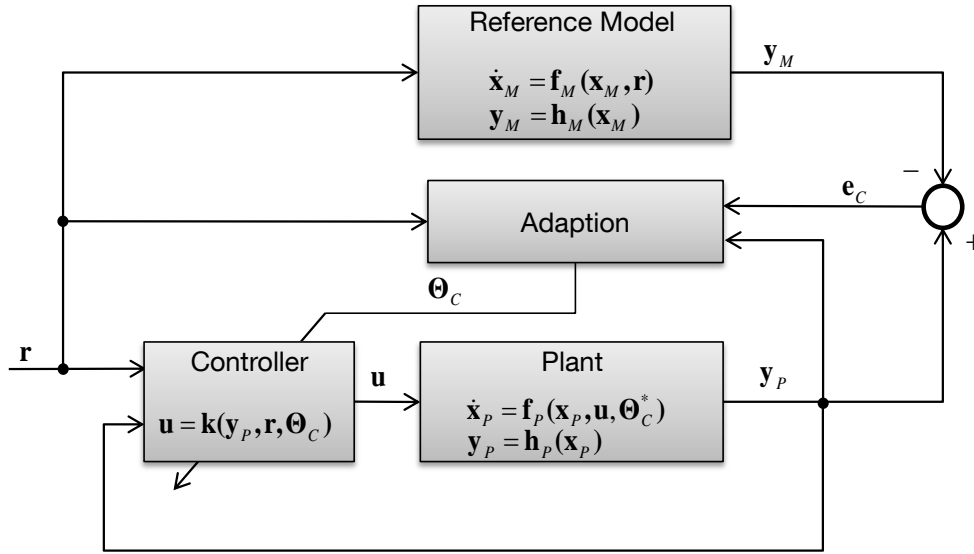 Reference Model
ẋ_M = f_M(x_M, r)
y_M = h_M(x_M)
y_M
−
e_C
+
Adaption
Θ_C
r
Controller
u = k(y_P, r, Θ_C)
u
Plant
ẋ_P = f_P(x_P, u, Θ_C^*)
y_P = h_P(x_P)
y_P